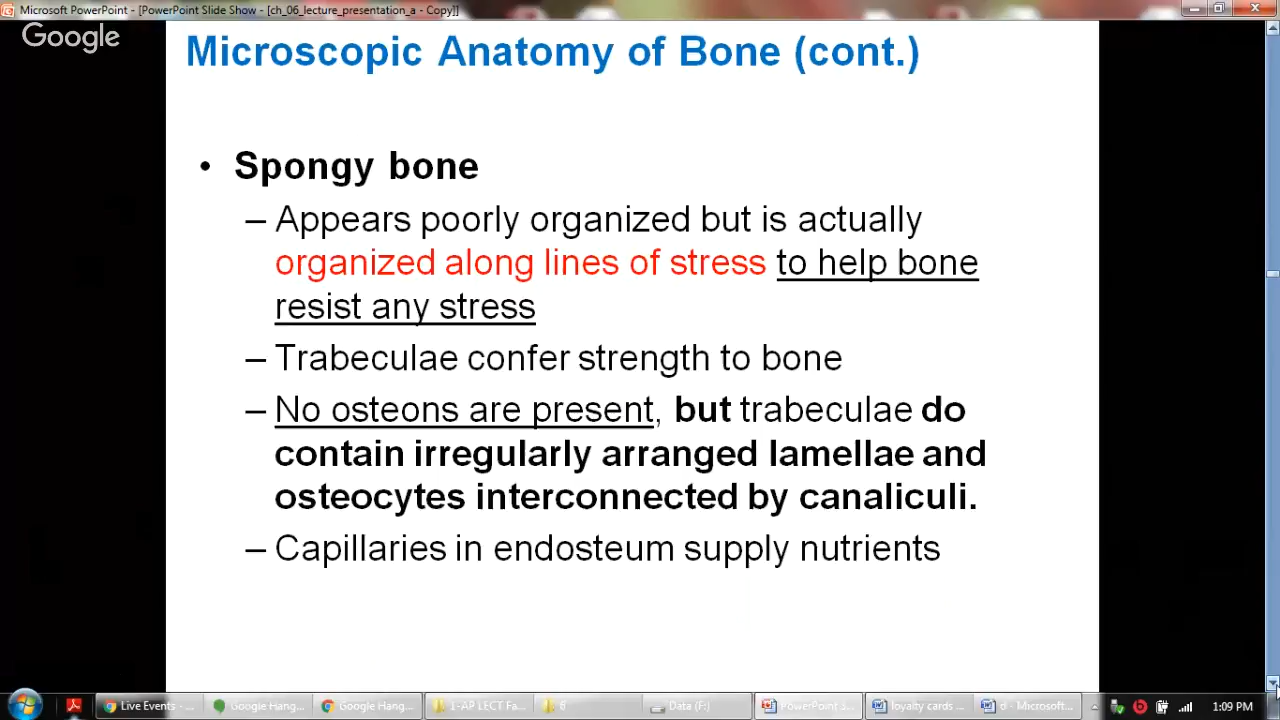 Microsoft PowerPoint - [PowerPoint Slide Show - [ch_06_lecture_presentation_a - Copy]]
Google
Microscopic Anatomy of Bone (cont.)
• Spongy bone
– Appears poorly organized but is actually
organized along lines of stress to help bone
resist any stress
– Trabeculae confer strength to bone
– No osteons are present, but trabeculae do
contain irregularly arranged lamellae and
osteocytes interconnected by canaliculi.
– Capillaries in endosteum supply nutrients
Live Events - ... Google Hang... Google Hang... 1-AP LECT Fa... Data (F:) PowerPoint S... loyalty cards ... d - Microsoft... 1:09 PM